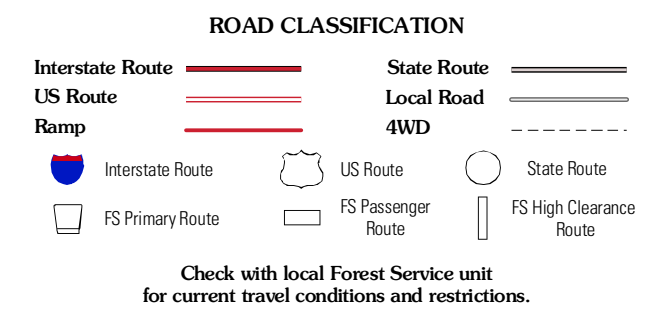 ROAD CLASSIFICATION
Interstate Route
State Route
US Route
Local Road
Ramp
4WD
Interstate Route
US Route
State Route
FS Primary Route
FS Passenger
Route
FS High Clearance
Route
Check with local Forest Service unit
for current travel conditions and restrictions.